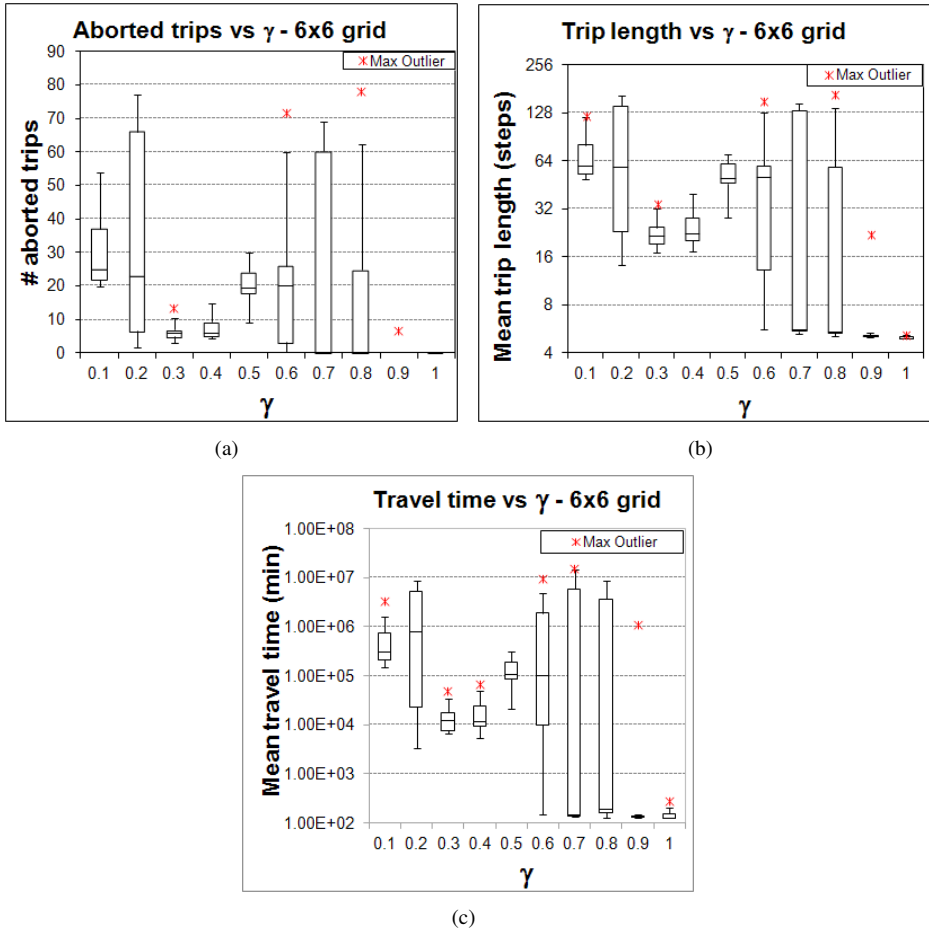 Aborted trips vs γ - 6x6 grid
Max Outlier
90
80
70
60
50
40
30
20
10
0
# aborted trips
0.1 0.2 0.3 0.4 0.5 0.6 0.7 0.8 0.9 1
γ
(a)
Trip length vs γ - 6x6 grid
Max Outlier
256
128
64
32
16
8
4
Mean trip length (steps)
0.1 0.2 0.3 0.4 0.5 0.6 0.7 0.8 0.9 1
γ
(b)
Travel time vs γ - 6x6 grid
Max Outlier
1.00E+08
1.00E+07
1.00E+06
1.00E+05
1.00E+04
1.00E+03
1.00E+02
Mean travel time (min)
0.1 0.2 0.3 0.4 0.5 0.6 0.7 0.8 0.9 1
γ
(c)